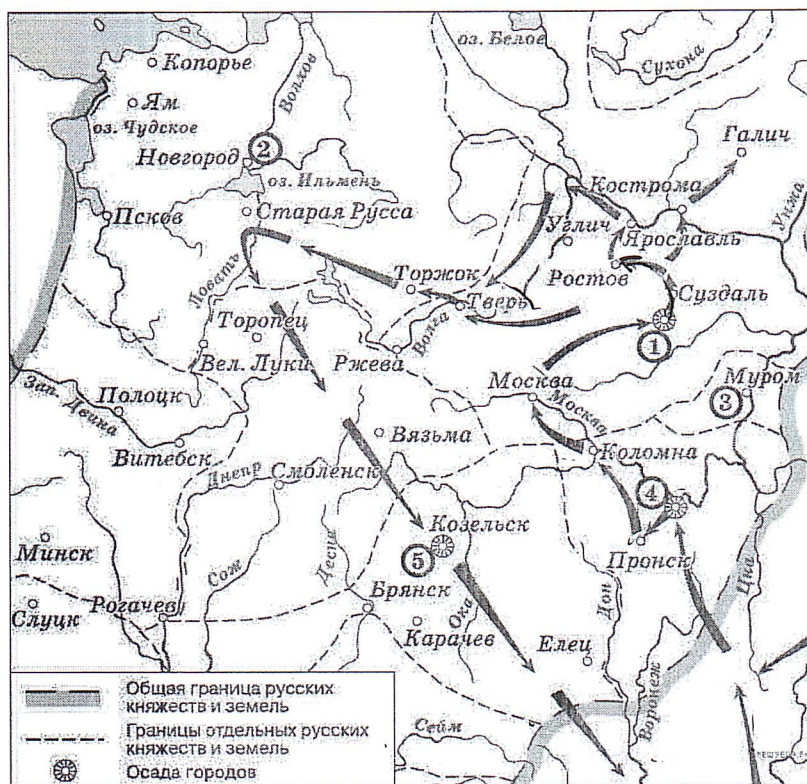 оз. Белое
Сухона
Копорье
Волхов
Ям
оз. Чудское
Галич
Новгород
2
оз. Ильмень
Кострома
Унжа
Псков
Старая Русса
Углич
Ярославль
Ловать
Торжок
Ростов
Суздаль
Тверь
Торопец
Волга
1
Вел. Луки
Ржева
Москва
Муром
Зап. Двина
Полоцк
Москва
3
Вязьма
Витебск
Коломна
Днепр
Смоленск
4
Козельск
Минск
5
Пронск
Цна
Сож
Десна
Дон
Рогачев
Брянск
Ока
Слуцк
Карачев
Елец
Воронеж
Общая граница русских
княжеств и земель
Границы отдельных русских
княжеств и земель
Сейм
Осада городов